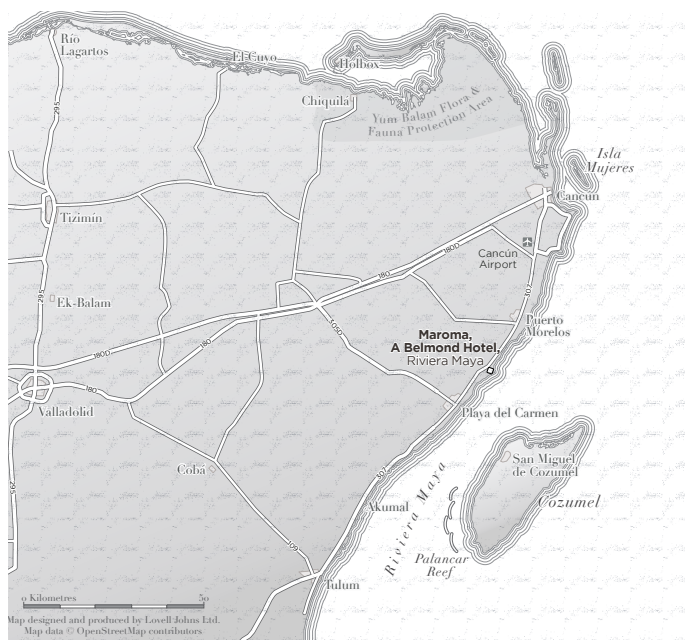 Río
Lagartos
El Cuyo
Holbox
Chiquilá
Yum Balam Flora &
Fauna Protection Area
295
Isla
Mujeres
Cancún
Tizimín
Cancún
Airport
180D
180
295
Ek-Balam
307
305D
Puerto
Morelos
Maroma,
A Belmond Hotel,
Riviera Maya
180D
180
180
Valladolid
Playa del Carmen
San Miguel
de Cozumel
Cobá
307
Cozumel
295
Akumal
Riviera Maya
109
Palancar
Reef
Tulum
0 Kilometres 50
Map designed and produced by Lovell Johns Ltd.
Map data © OpenStreetMap contributors